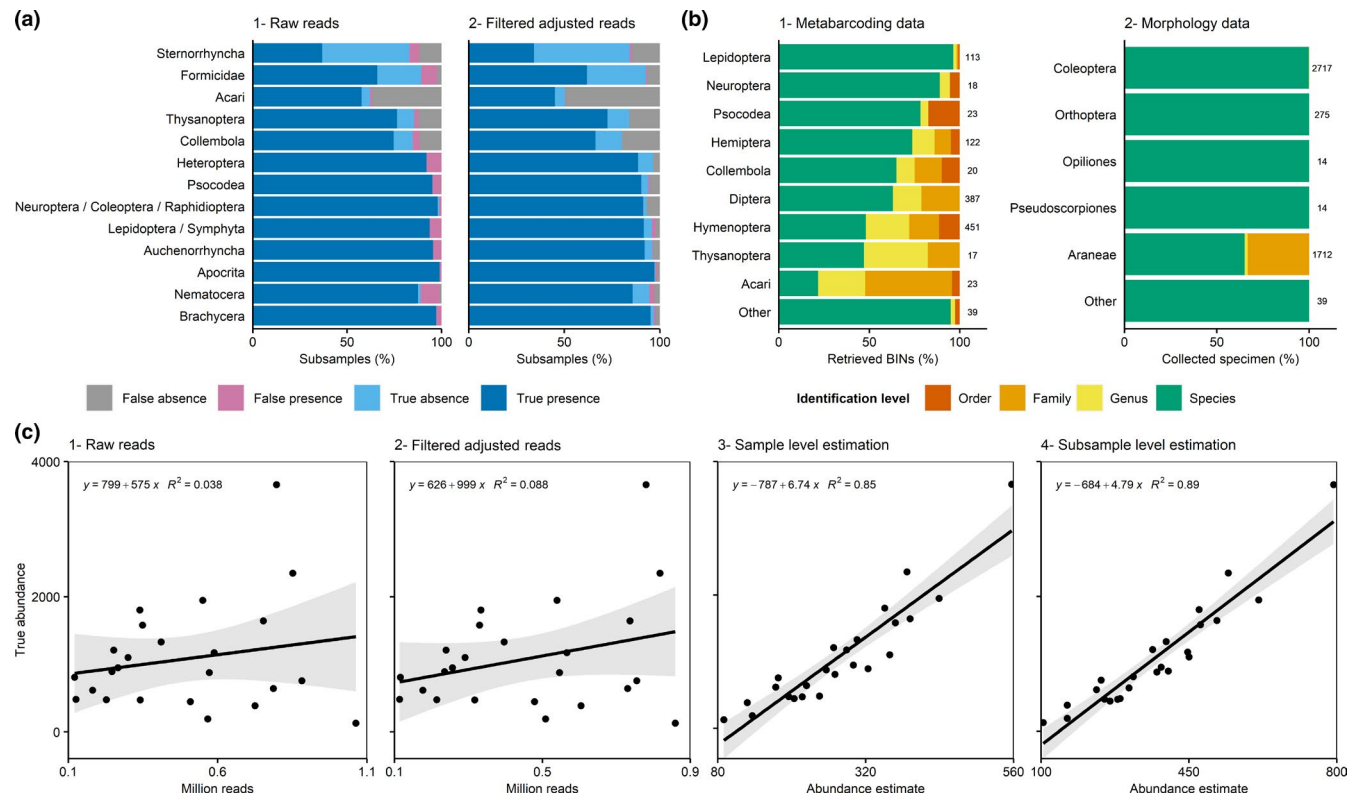 (a)
1- Raw reads
2- Filtered adjusted reads
Sternorrhyncha
Formicidae
Acari
Thysanoptera
Collembola
Heteroptera
Psocodea
Neuroptera / Coleoptera / Raphidioptera
Lepidoptera / Symphyta
Auchenorrhyncha
Apocrita
Nematocera
Brachycera
0 50 100
0 50 100
Subsamples (%)
Subsamples (%)
False absence False presence True absence True presence
(b)
1- Metabarcoding data
2- Morphology data
Lepidoptera 113
Neuroptera 18
Psocodea 23
Hemiptera 122
Collembola 20
Diptera 387
Hymenoptera 451
Thysanoptera 17
Acari 23
Other 39
0 50 100
Retrieved BINs (%)
Coleoptera 2717
Orthoptera 275
Opiliones 14
Pseudoscorpiones 14
Araneae 1712
Other 39
0 50 100
Collected specimen (%)
Identification level Order Family Genus Species
(c)
1- Raw reads
2- Filtered adjusted reads
3- Sample level estimation
4- Subsample level estimation
y = 799 + 575 x R² = 0.038
y = 626 + 999 x R² = 0.088
y = −787 + 6.74 x R² = 0.85
y = −684 + 4.79 x R² = 0.89
True abundance
4000
2000
0
0.1 0.6 1.1
0.1 0.5 0.9
80 320 560
100 450 800
Million reads
Million reads
Abundance estimate
Abundance estimate